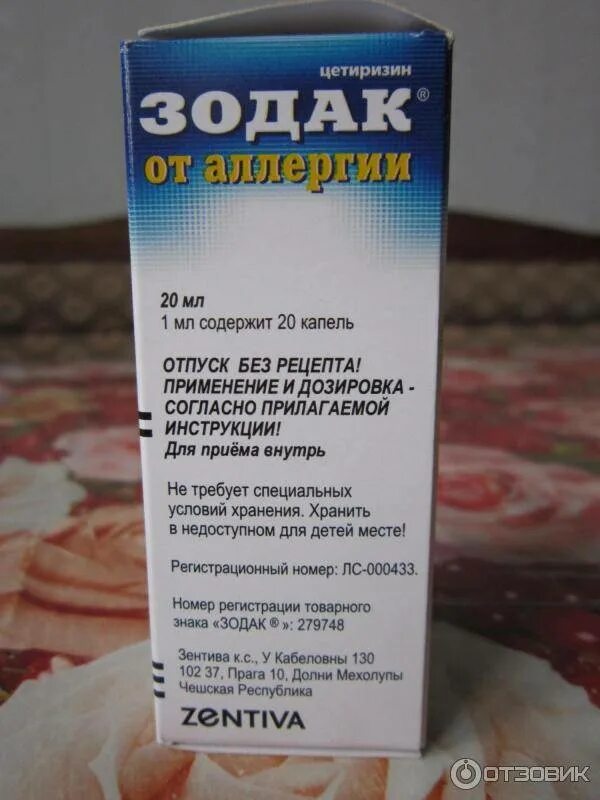 цетиризин
ЗОДАК®
от аллергии
20 мл
1 мл содержит 20 капель
ОТПУСК БЕЗ РЕЦЕПТА!
ПРИМЕНЕНИЕ И ДОЗИРОВКА -
СОГЛАСНО ПРИЛАГАЕМОЙ
ИНСТРУКЦИИ!
Для приёма внутрь
Не требует специальных
условий хранения. Хранить
в недоступном для детей месте!
Регистрационный номер: ЛС-000433.
Номер регистрации товарного
знака «ЗОДАК ® »: 279748
Зентива к.с., У Кабеловны 130
102 37, Прага 10, Долни Мехолупы
Чешская Республика
ZENTIVA
ОТЗОВИК